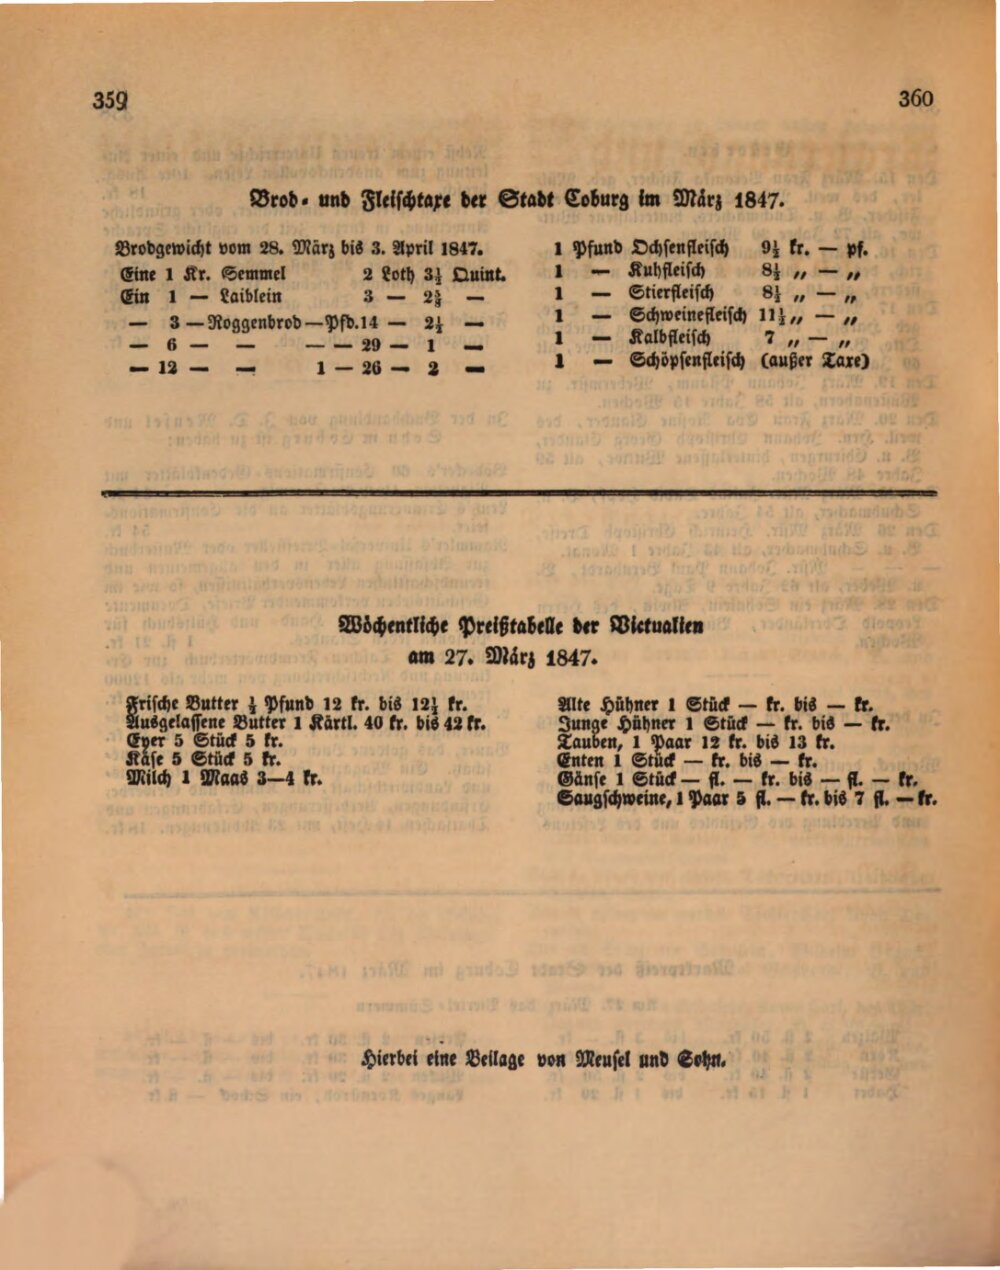 359
360
Brod- und Fleischtaxe der Stadt Coburg im März 1847.
Brodgewicht vom 28. März bis 3. April 1847.
Eine 1 Kr. Semmel 2 Loth 3½ Quint.
Ein 1 — Laiblein 3 — 2⅝ —
— 3 — Roggenbrod — Pfd. 14 — 2½ —
— 6 — — — — 29 — 1 —
— 12 — — 1 — 26 — 2 —
1 Pfund Ochsenfleisch 9½ kr. — pf.
1 — Kuhfleisch 8½ „ — „
1 — Stierfleisch 8½ „ — „
1 — Schweinefleisch 11½ „ — „
1 — Kalbfleisch 7 „ — „
1 — Schöpsenfleisch (außer Taxe)
Wöchentliche Preißtabelle der Victualien
am 27. März 1847.
Frische Butter ½ Pfund 12 kr. bis 12½ kr.
Ausgelassene Butter 1 Kärtl. 40 kr. bis 42 kr.
Eyer 5 Stück 5 kr.
Käse 5 Stück 5 kr.
Milch 1 Maas 3—4 kr.
Alte Hühner 1 Stück — kr. bis — kr.
Junge Hühner 1 Stück — kr. bis — kr.
Tauben, 1 Paar 12 kr. bis 13 kr.
Enten 1 Stück — kr. bis — kr.
Gänse 1 Stück — fl. — kr. bis — fl. — kr.
Saugschweine, 1 Paar 5 fl. — kr. bis 7 fl. — kr.
Hierbei eine Beilage von Meusel und Sohn.